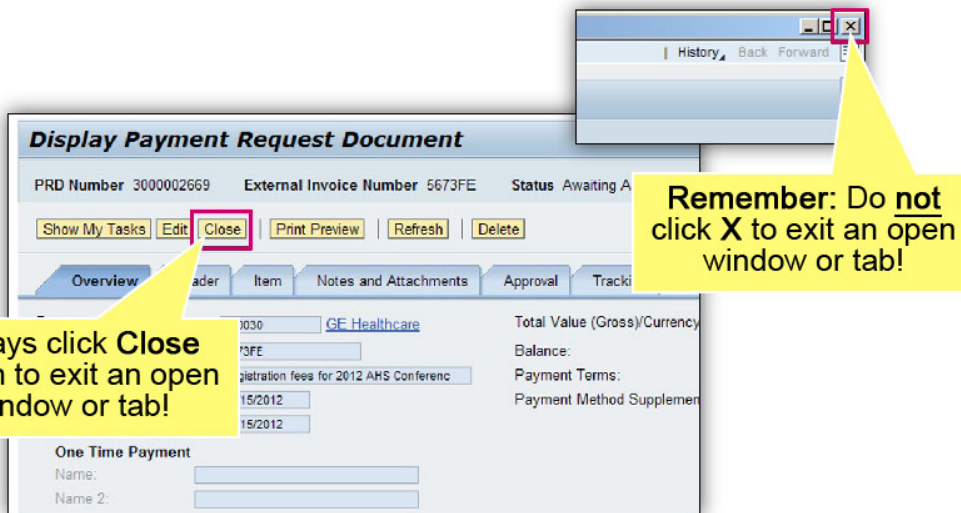 History Back Forward
Display Payment Request Document
PRD Number 3000002669 External Invoice Number 5673FE Status Awaiting A
Remember: Do not
click X to exit an open
window or tab!
Show My Tasks Edit Close Print Preview Refresh Delete
Overview ader Item Notes and Attachments Approval Tracki
ays click Close
n to exit an open
ndow or tab!
0030 GE Healthcare Total Value (Gross)/Currency
73FE Balance:
gistration fees for 2012 AHS Conferenc Payment Terms:
15/2012 Payment Method Supplemen
15/2012
One Time Payment
Name:
Name 2: